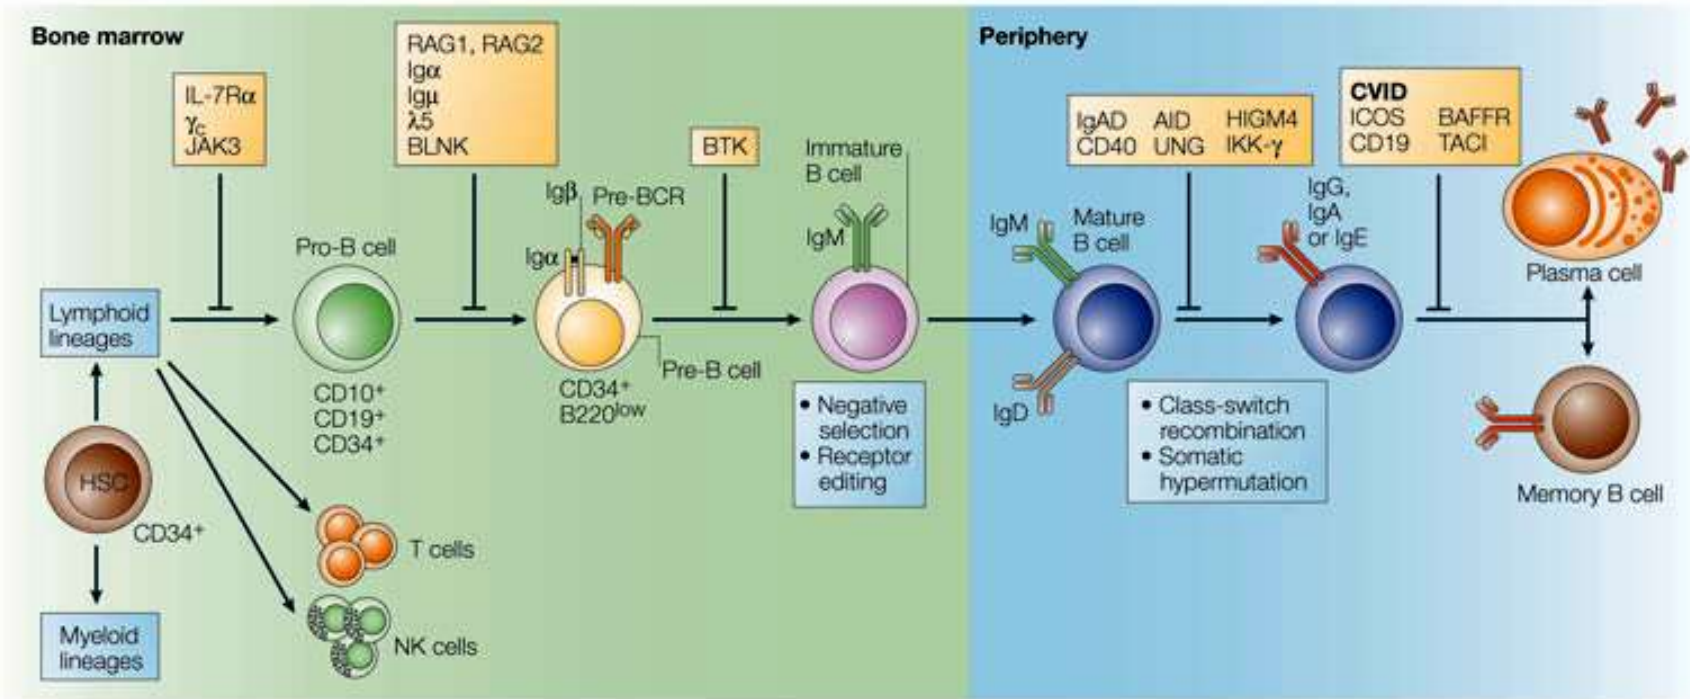 Bone marrow
Periphery
IL-7Rα
γc
JAK3
RAG1, RAG2
Igα
Igμ
λ5
BLNK
BTK
IgAD AID HIGM4
CD40 UNG IKK-γ
CVID
ICOS BAFFR
CD19 TACI
Lymphoid
lineages
HSC
CD34⁺
Myeloid
lineages
T cells
NK cells
Pro-B cell
CD10⁺
CD19⁺
CD34⁺
Igβ
Pre-BCR
Igα
Pre-B cell
CD34⁺
B220ˡᵒʷ
Immature
B cell
IgM
• Negative
selection
• Receptor
editing
IgM
Mature
B cell
IgD
• Class-switch
recombination
• Somatic
hypermutation
IgG,
IgA
or IgE
Plasma cell
Memory B cell